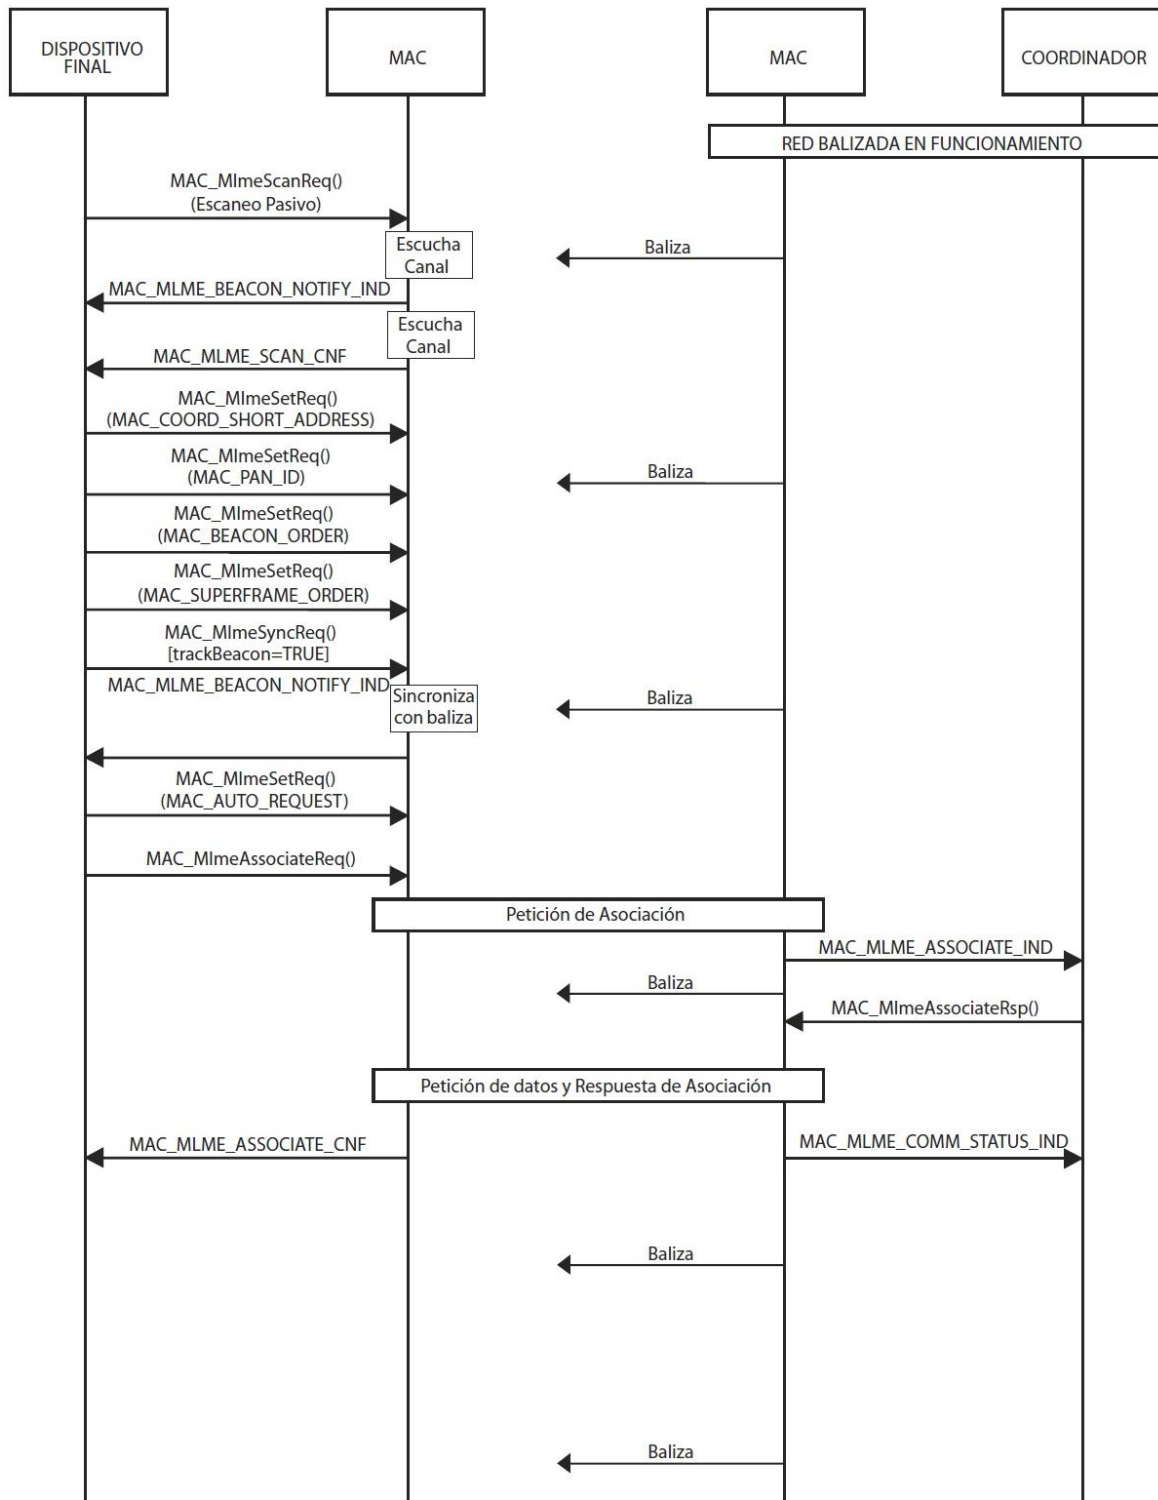 DISPOSITIVO
FINAL
MAC
MAC
COORDINADOR
RED BALIZADA EN FUNCIONAMIENTO
MAC_MlmeScanReq()
(Escaneo Pasivo)
Escucha
Canal
Baliza
MAC_MLME_BEACON_NOTIFY_IND
Escucha
Canal
MAC_MLME_SCAN_CNF
MAC_MlmeSetReq()
(MAC_COORD_SHORT_ADDRESS)
MAC_MlmeSetReq()
(MAC_PAN_ID)
Baliza
MAC_MlmeSetReq()
(MAC_BEACON_ORDER)
MAC_MlmeSetReq()
(MAC_SUPERFRAME_ORDER)
MAC_MlmeSyncReq()
[trackBeacon=TRUE]
MAC_MLME_BEACON_NOTIFY_IND
Sincroniza
con baliza
Baliza
MAC_MlmeSetReq()
(MAC_AUTO_REQUEST)
MAC_MlmeAssociateReq()
Petición de Asociación
MAC_MLME_ASSOCIATE_IND
Baliza
MAC_MlmeAssociateRsp()
Petición de datos y Respuesta de Asociación
MAC_MLME_ASSOCIATE_CNF
MAC_MLME_COMM_STATUS_IND
Baliza
Baliza